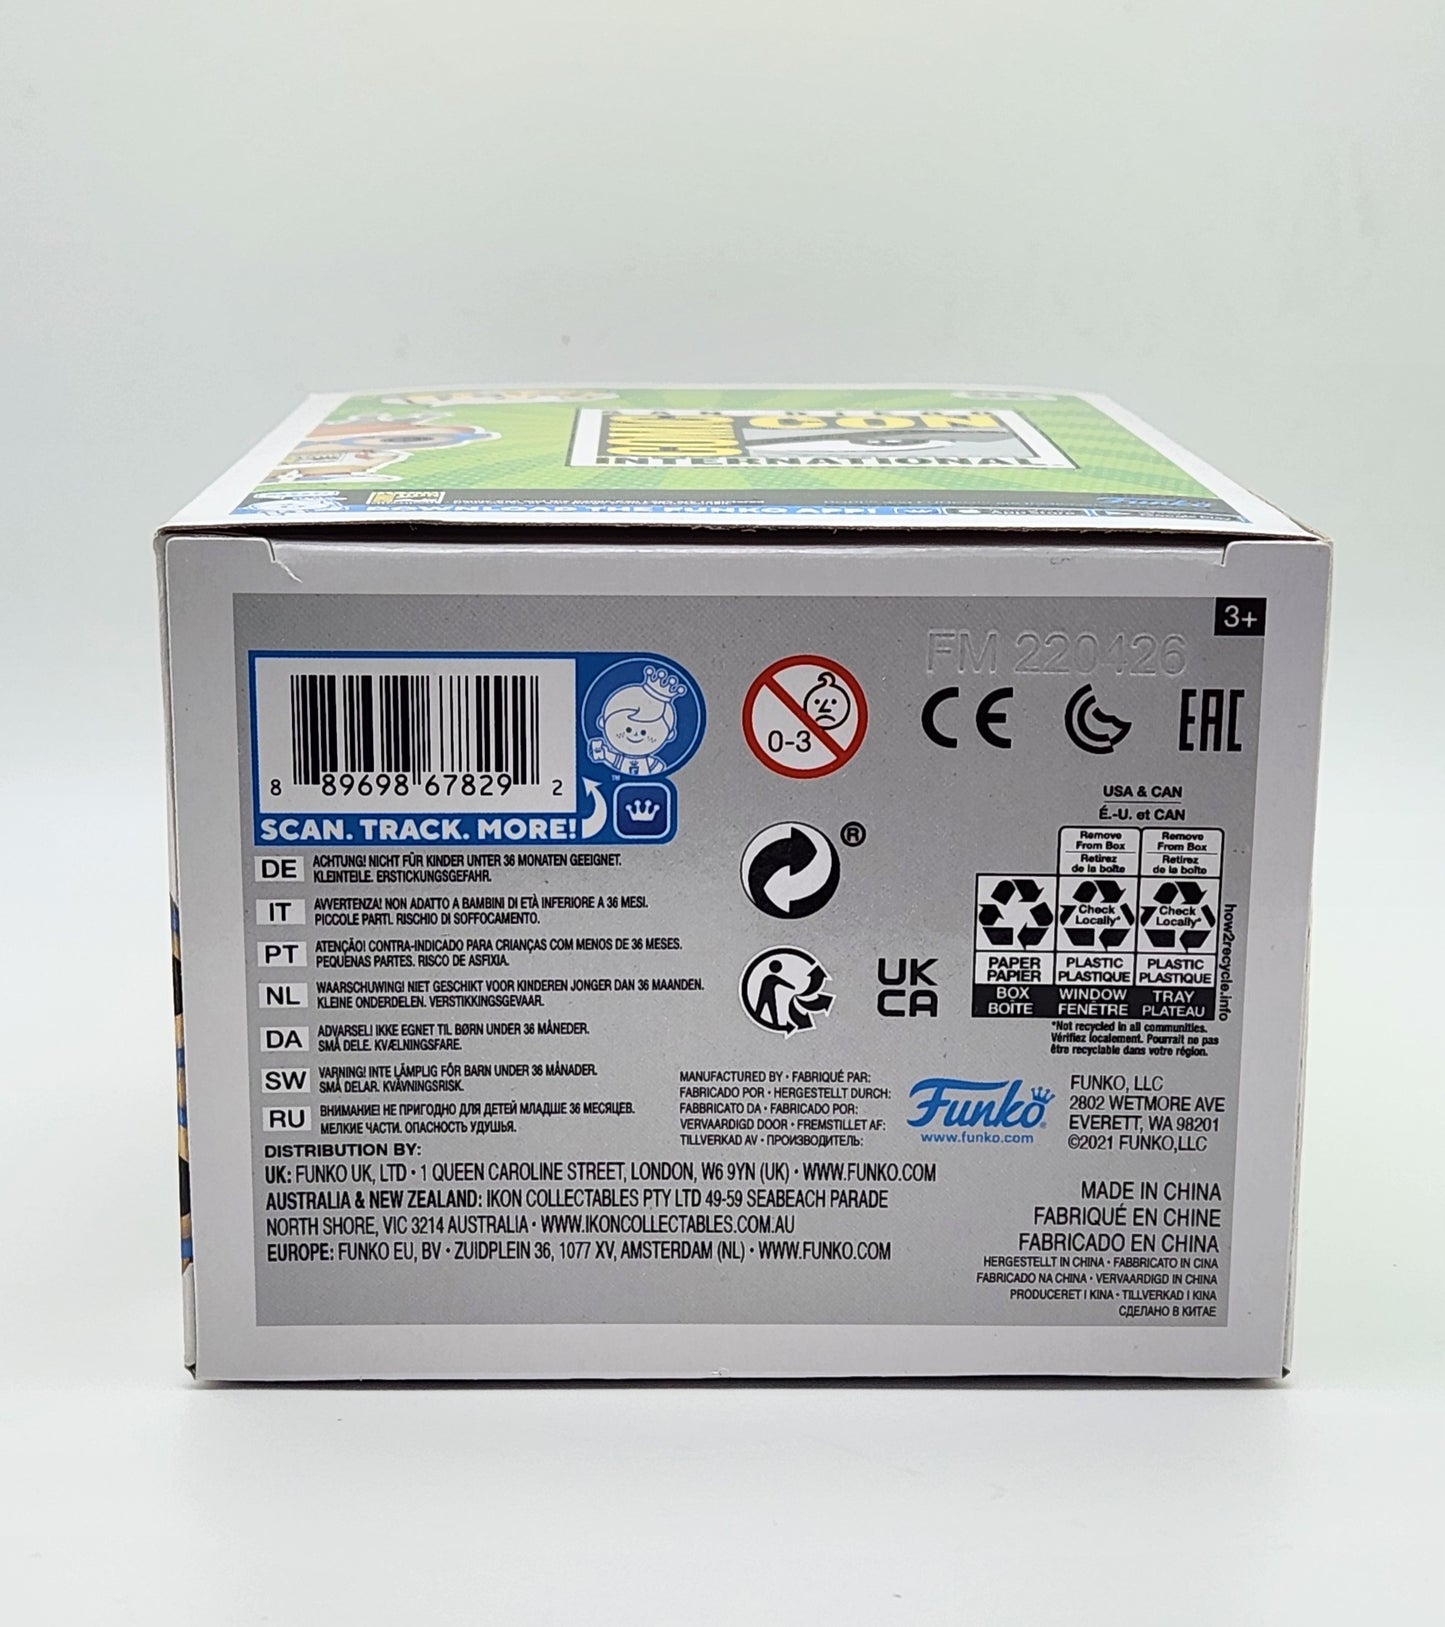 SAN DIEGO
COMIC CON
INTERNATIONAL
DOWNLOAD THE FUNKO APP!
3+
FM 220426
8 89698 67829 2
™
SCAN. TRACK. MORE!
0-3
CE
EAC
®
UK
CA
USA & CAN
É.-U. et CAN
Remove
From Box
Retirez
de la boîte
Remove
From Box
Retirez
de la boîte
Check
Locally*
Check
Locally*
PAPER
PAPIER
PLASTIC
PLASTIQUE
PLASTIC
PLASTIQUE
BOX
BOÎTE
WINDOW
FENÊTRE
TRAY
PLATEAU
how2recycle.info
*Not recycled in all communities.
Vérifiez localement. Pourrait ne pas
être recyclable dans votre région.
DE ACHTUNG! NICHT FÜR KINDER UNTER 36 MONATEN GEEIGNET.
KLEINTEILE. ERSTICKUNGSGEFAHR.
IT AVVERTENZA! NON ADATTO A BAMBINI DI ETÀ INFERIORE A 36 MESI.
PICCOLE PARTI. RISCHIO DI SOFFOCAMENTO.
PT ATENÇÃO! CONTRA-INDICADO PARA CRIANÇAS COM MENOS DE 36 MESES.
PEQUENAS PARTES. RISCO DE ASFIXIA.
NL WAARSCHUWING! NIET GESCHIKT VOOR KINDEREN JONGER DAN 36 MAANDEN.
KLEINE ONDERDELEN. VERSTIKKINGSGEVAAR.
DA ADVARSEL! IKKE EGNET TIL BØRN UNDER 36 MÅNEDER.
SMÅ DELE. KVÆLNINGSFARE.
SW VARNING! INTE LÄMPLIG FÖR BARN UNDER 36 MÅNADER.
SMÅ DELAR. KVÄVNINGSRISK.
RU ВНИМАНИЕ! НЕ ПРИГОДНО ДЛЯ ДЕТЕЙ МЛАДШЕ 36 МЕСЯЦЕВ.
МЕЛКИЕ ЧАСТИ. ОПАСНОСТЬ УДУШЬЯ.
MANUFACTURED BY • FABRIQUÉ PAR:
FABRICADO POR • HERGESTELLT DURCH:
FABBRICATO DA • FABRICADO POR:
VERVAARDIGD DOOR • FREMSTILLET AF:
TILLVERKAD AV • ПРОИЗВОДИТЕЛЬ:
Funko
www.funko.com
FUNKO, LLC
2802 WETMORE AVE
EVERETT, WA 98201
©2021 FUNKO,LLC
DISTRIBUTION BY:
UK: FUNKO UK, LTD • 1 QUEEN CAROLINE STREET, LONDON, W6 9YN (UK) • WWW.FUNKO.COM
AUSTRALIA & NEW ZEALAND: IKON COLLECTABLES PTY LTD 49-59 SEABEACH PARADE
NORTH SHORE, VIC 3214 AUSTRALIA • WWW.IKONCOLLECTABLES.COM.AU
EUROPE: FUNKO EU, BV • ZUIDPLEIN 36, 1077 XV, AMSTERDAM (NL) • WWW.FUNKO.COM
MADE IN CHINA
FABRIQUÉ EN CHINE
FABRICADO EN CHINA
HERGESTELLT IN CHINA • FABBRICATO IN CINA
FABRICADO NA CHINA • VERVAARDIGD IN CHINA
PRODUCERET I KINA • TILLVERKAD I KINA
СДЕЛАНО В КИТАЕ